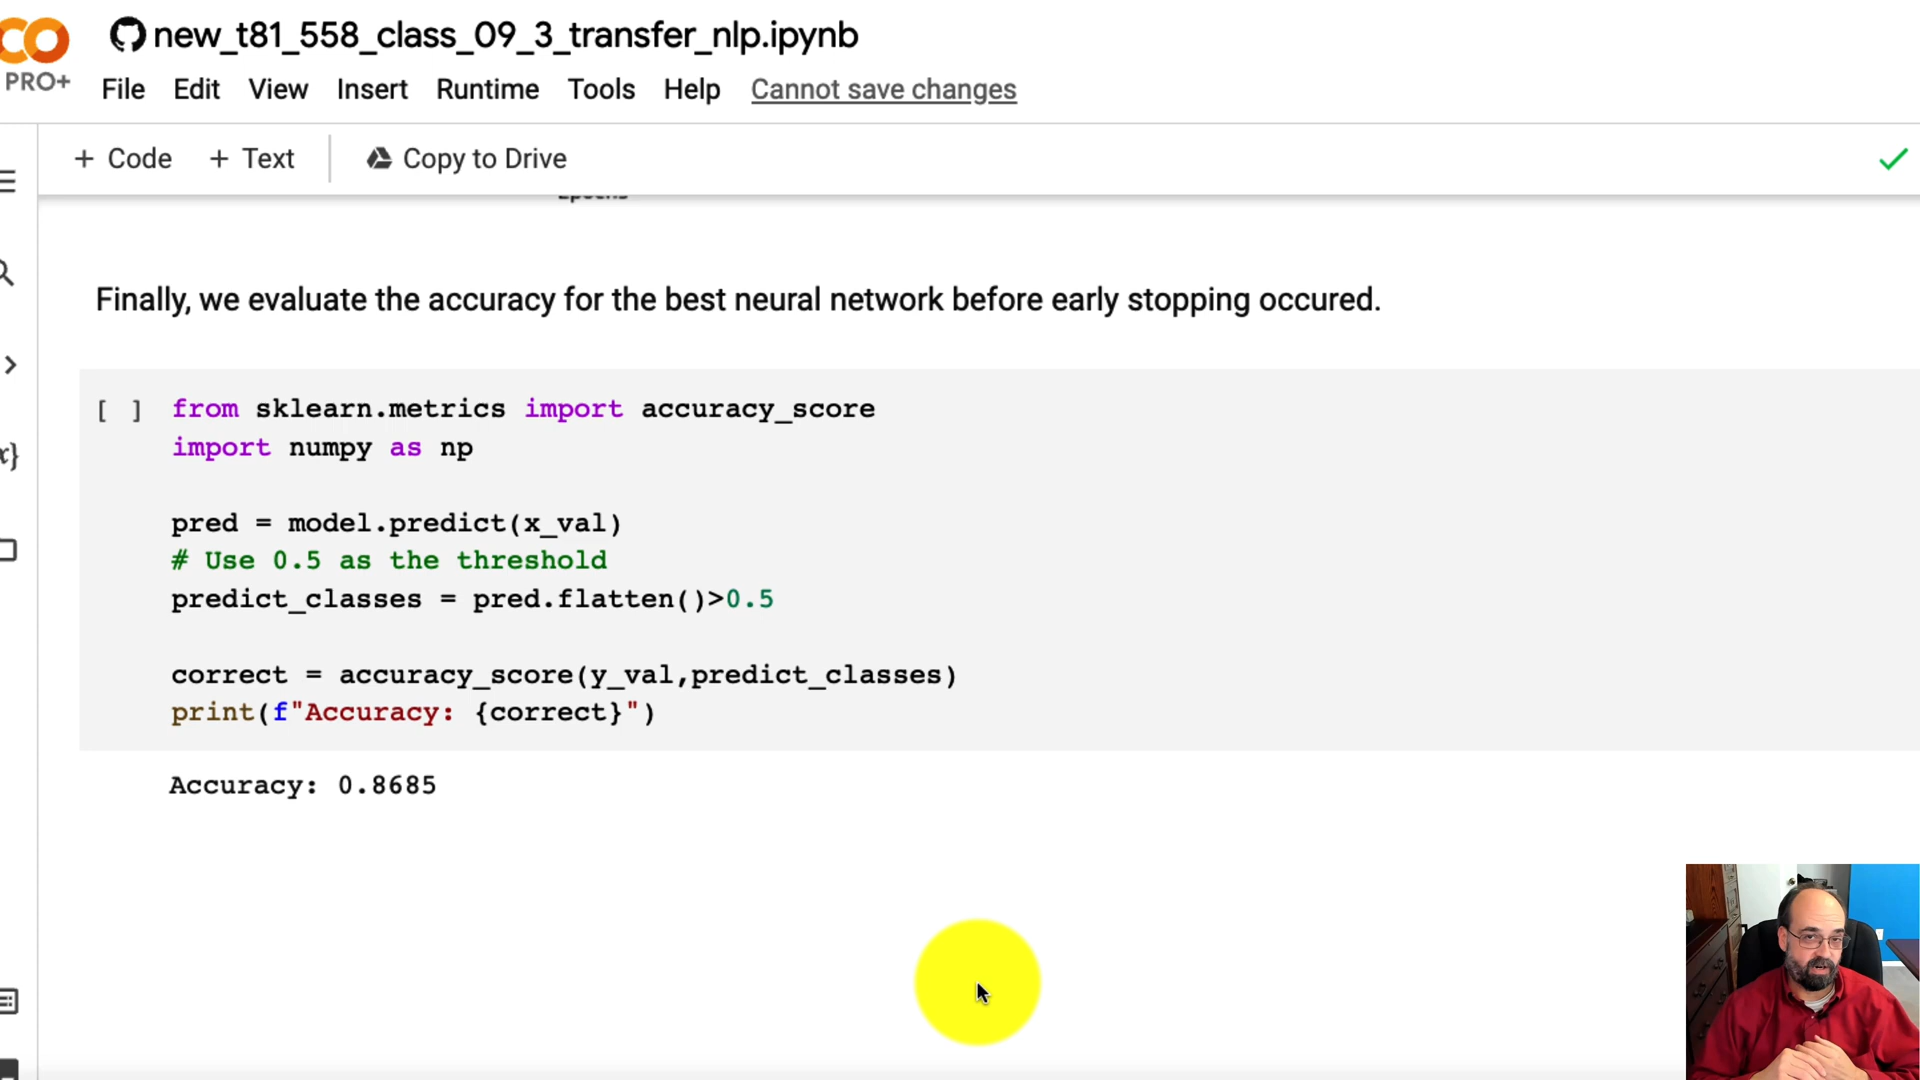 new_t81_558_class_09_3_transfer_nlp.ipynb
PRO+
File Edit View Insert Runtime Tools Help Cannot save changes
+ Code + Text Copy to Drive
Epochs
Finally, we evaluate the accuracy for the best neural network before early stopping occured.
[ ] from sklearn.metrics import accuracy_score
import numpy as np
pred = model.predict(x_val)
# Use 0.5 as the threshold
predict_classes = pred.flatten()>0.5
correct = accuracy_score(y_val,predict_classes)
print(f"Accuracy: {correct}")
Accuracy: 0.8685